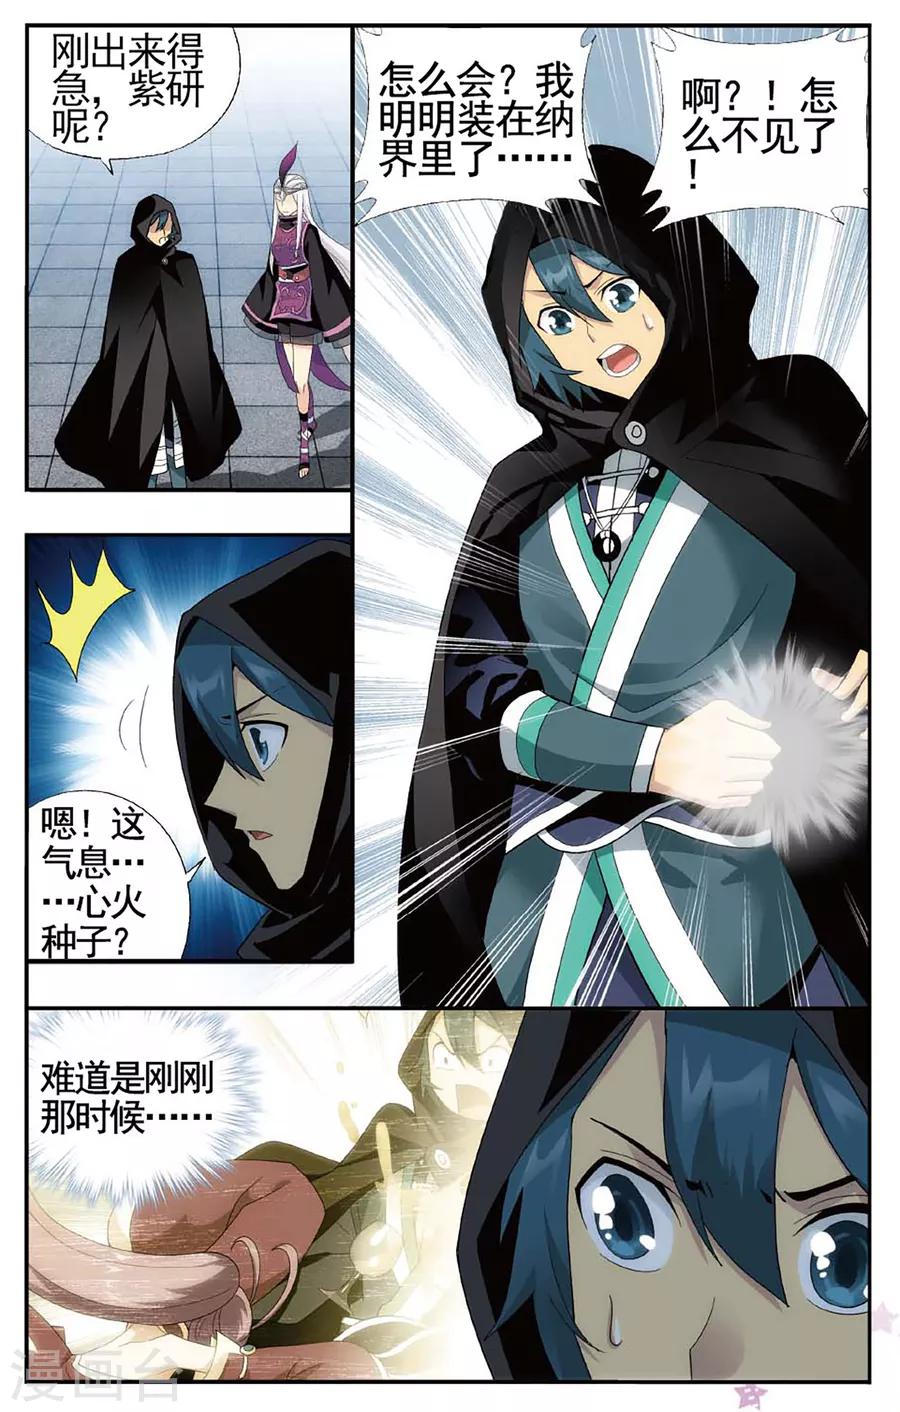 刚出来得
急，紫研
呢？
啊？！怎
么不见了
！
怎么会？我
明明装在纳
界里了……
嗯！这
气息…
…心火
种子？
难道是刚刚
那时候……
漫画台